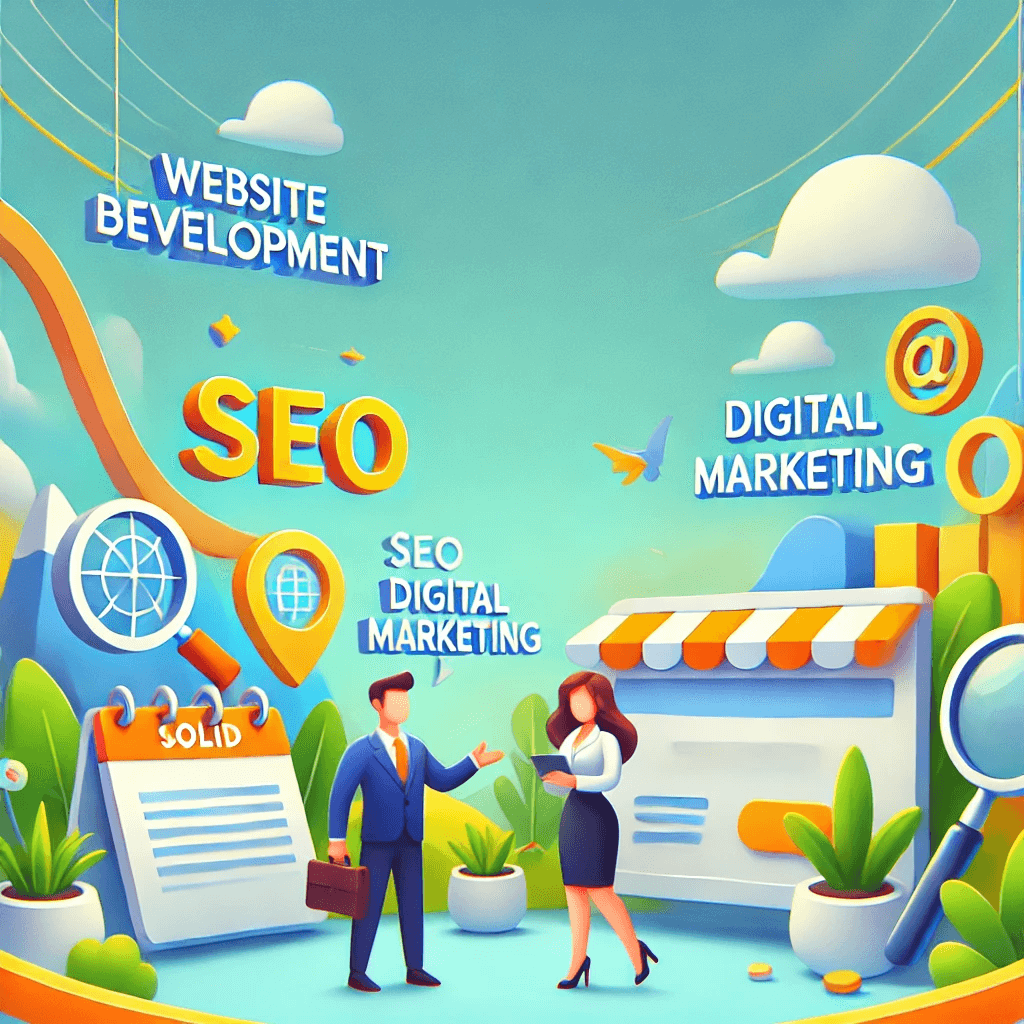 WEBSITE
BEVELOPMENT
SEO
DIGITAL
MARKETING
@
SEO
DIGITAL
MARKETING
SOLID